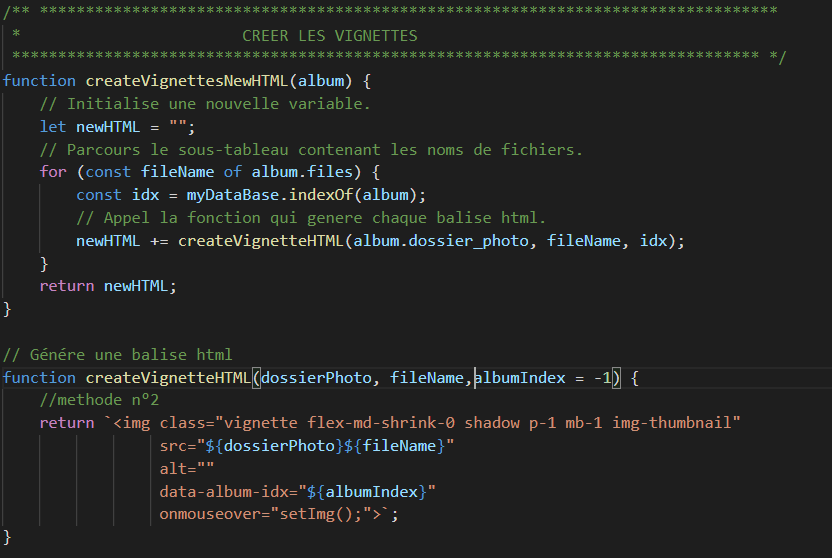 /** ********************************************************************************
 *                        CREER LES VIGNETTES
 ********************************************************************************* */
function createVignettesNewHTML(album) {
    // Initialise une nouvelle variable.
    let newHTML = "";
    // Parcours le sous-tableau contenant les noms de fichiers.
    for (const fileName of album.files) {
        const idx = myDataBase.indexOf(album);
        // Appel la fonction qui genere chaque balise html.
        newHTML += createVignetteHTML(album.dossier_photo, fileName, idx);
    }
    return newHTML;
}

// Générе une balise html
function createVignetteHTML(dossierPhoto, fileName,albumIndex = -1) {
    //methode n°2
    return `<img class="vignette flex-md-shrink-0 shadow p-1 mb-1 img-thumbnail"
                 src="${dossierPhoto}${fileName}"
                 alt=""
                 data-album-idx="${albumIndex}"
                 onmouseover="setImg();">`;
}